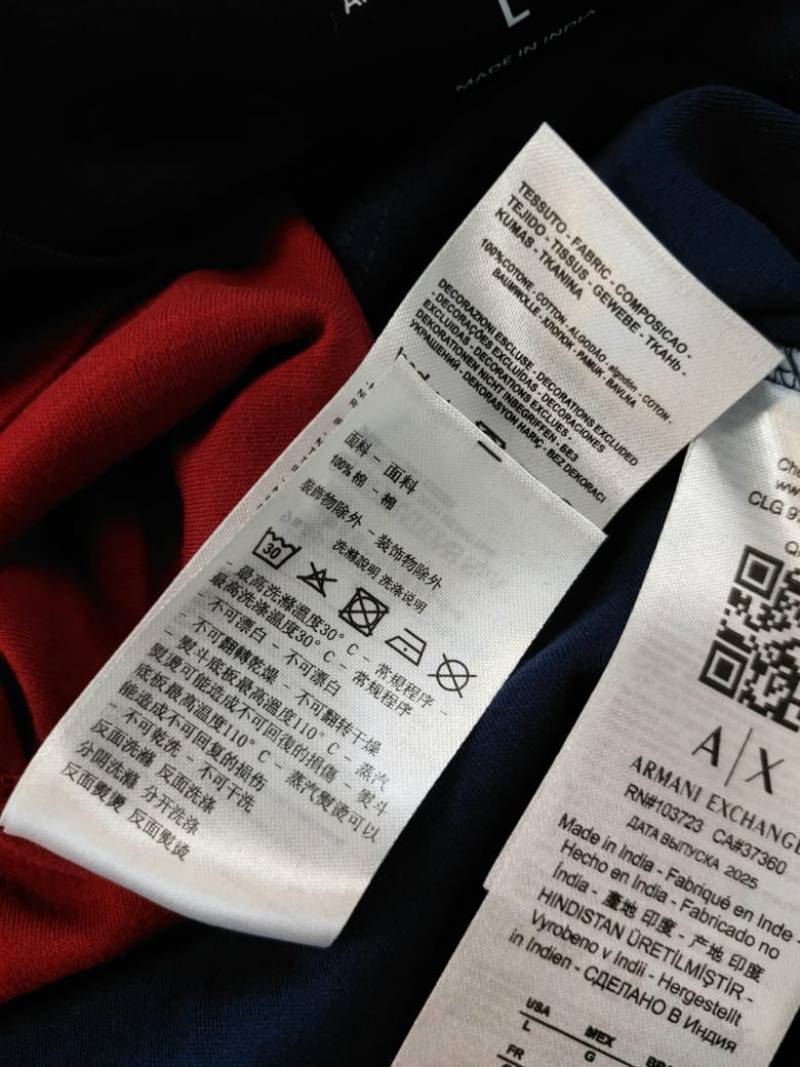 L
MADE IN INDIA
TESSUTO - FABRIC - COMPOSICAO -
TEJIDO - TISSUS - GEWEBE - TKAHЬ -
KUMAS - TKANINA
100%COTONE - COTTON - ALGODÃO - algodón - COTON -
BAUMWOLLE - ХЛОПОК - PAMUK - BAVLNA
DECORAZIONI ESCLUSE - DECORATIONS EXCLUDED
- DECORAÇÕES EXCLUÍDAS - DECORACIONES
EXCLUIDAS - DECORATIONS EXCLUES -
DEKORATIONEN NICHT INBEGRIFFEN - БЕЗ
УКРАШЕНИЙ - DEKORASYON HARIÇ - BEZ DEKORACI
面料 - 面料
100% 棉 - 棉
装飾物除外 - 装饰物除外
洗滌說明 洗涤说明
30
- 最高洗滌溫度30° C - 常規程序 -
最高洗涤温度30° C - 常规程序
- 不可漂白 - 不可漂白
- 不可翻轉乾燥 - 不可翻转干燥
- 熨斗底板最高溫度110° C - 蒸汽
熨燙可能造成不可回復的損傷 - 熨斗
底板最高温度110° C - 蒸汽熨烫可以
能造成不可回复的损伤
- 不可乾洗 - 不可干洗
反面洗滌 反面洗涤
分開洗滌 分开洗涤
反面熨燙 反面熨烫
www
CLG 9
A|X
ARMANI EXCHANGE
RN#103723 CA#37360
ДАТА ВЫПУСКА 2025
Made in India - Fabriqué en Inde -
Hecho en India - Fabricado no
Índia - 產地 印度 - 产地 印度
HINDISTAN ÜRETİLMİŞTİR -
Vyrobeno v Indii - Hergestellt
in Indien - СДЕЛАНО В Индия
USA MEX
L G
FR